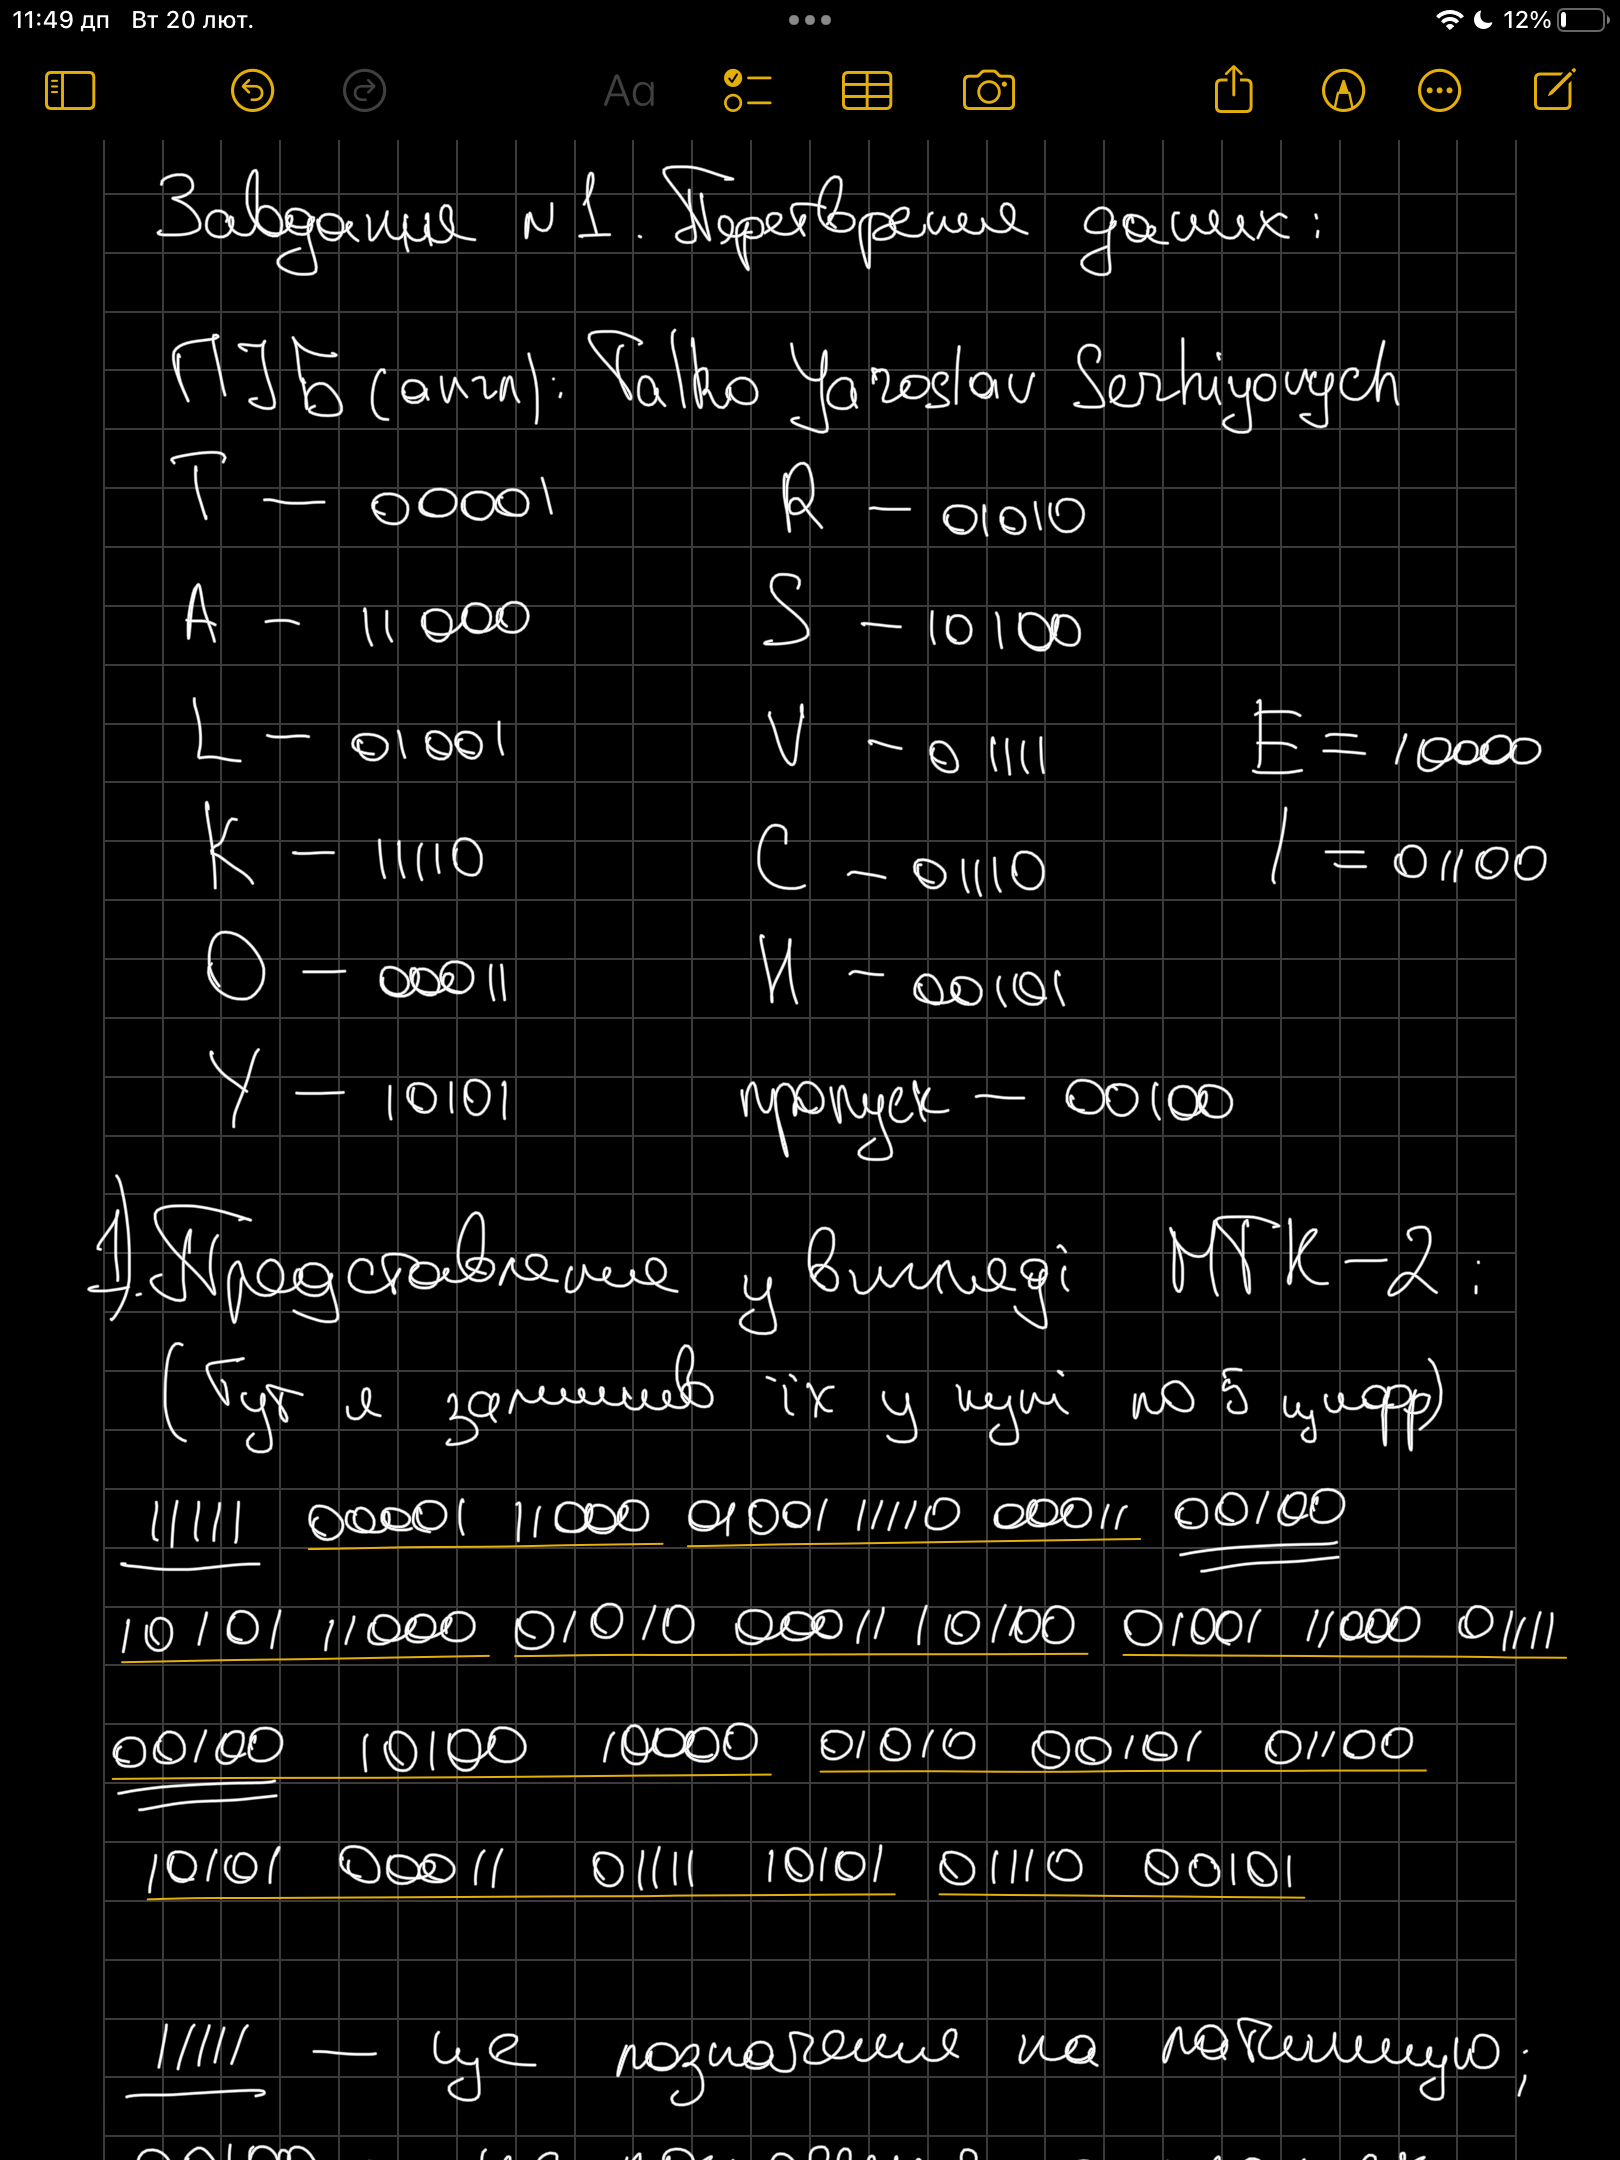 11:49 дп Вт 20 лют. 12%
Aa
Завдання №1. Перетворення даних:
ПІБ (англ): Talko Yaroslav Serhiyovych
T — 00001 R — 01010
A — 11000 S — 10100
L — 01001 V — 01111 E = 10000
K — 11110 C — 01110 I = 01100
O — 00011 H — 00101
Y — 10101 пропуск — 00100
1). Представлення у вигляді МТК-2:
(Тут я залишив їх у купі по 5 цифр)
11111 00001 11000 01001 11110 00011 00100
10101 11000 01010 00011 10100 01001 11000 01111
00100 10100 10000 01010 00101 01100
10101 00011 01111 10101 01110 00101
11111 — це позначення на латиницю;